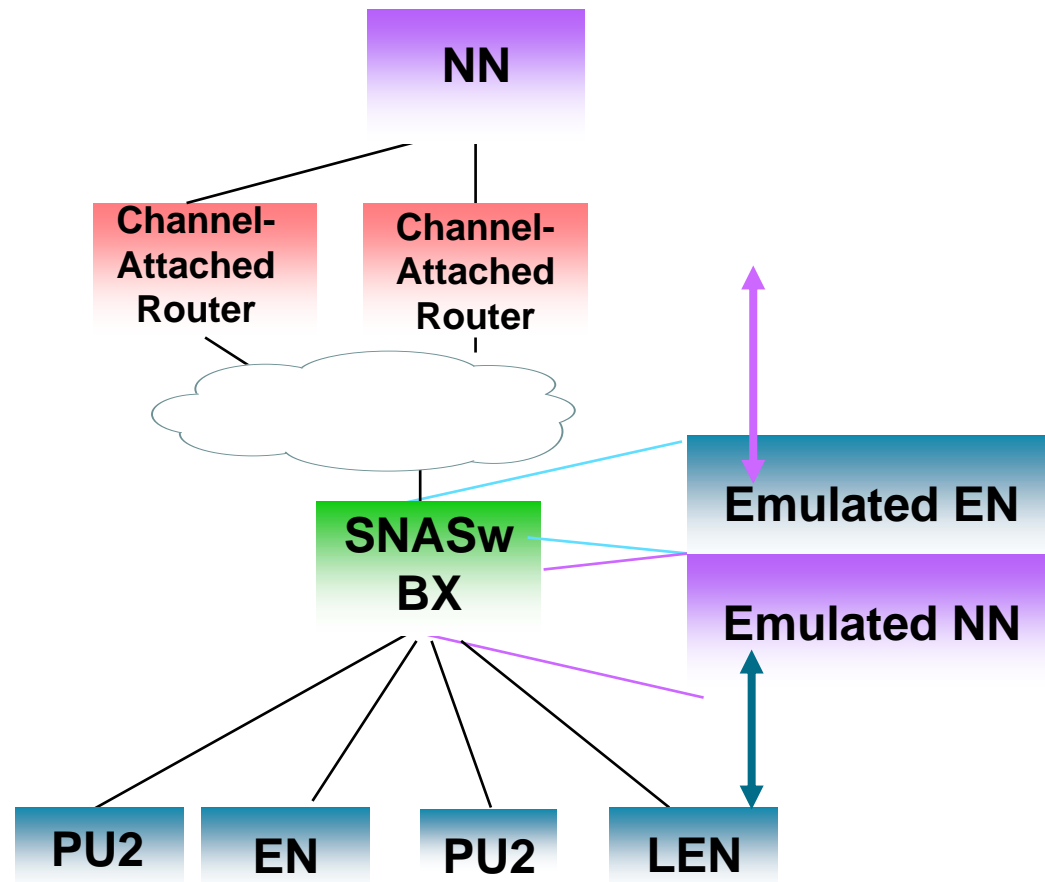 NN
Channel-
Attached
Router
Channel-
Attached
Router
SNASw
BX
Emulated EN
Emulated NN
PU2
EN
PU2
LEN